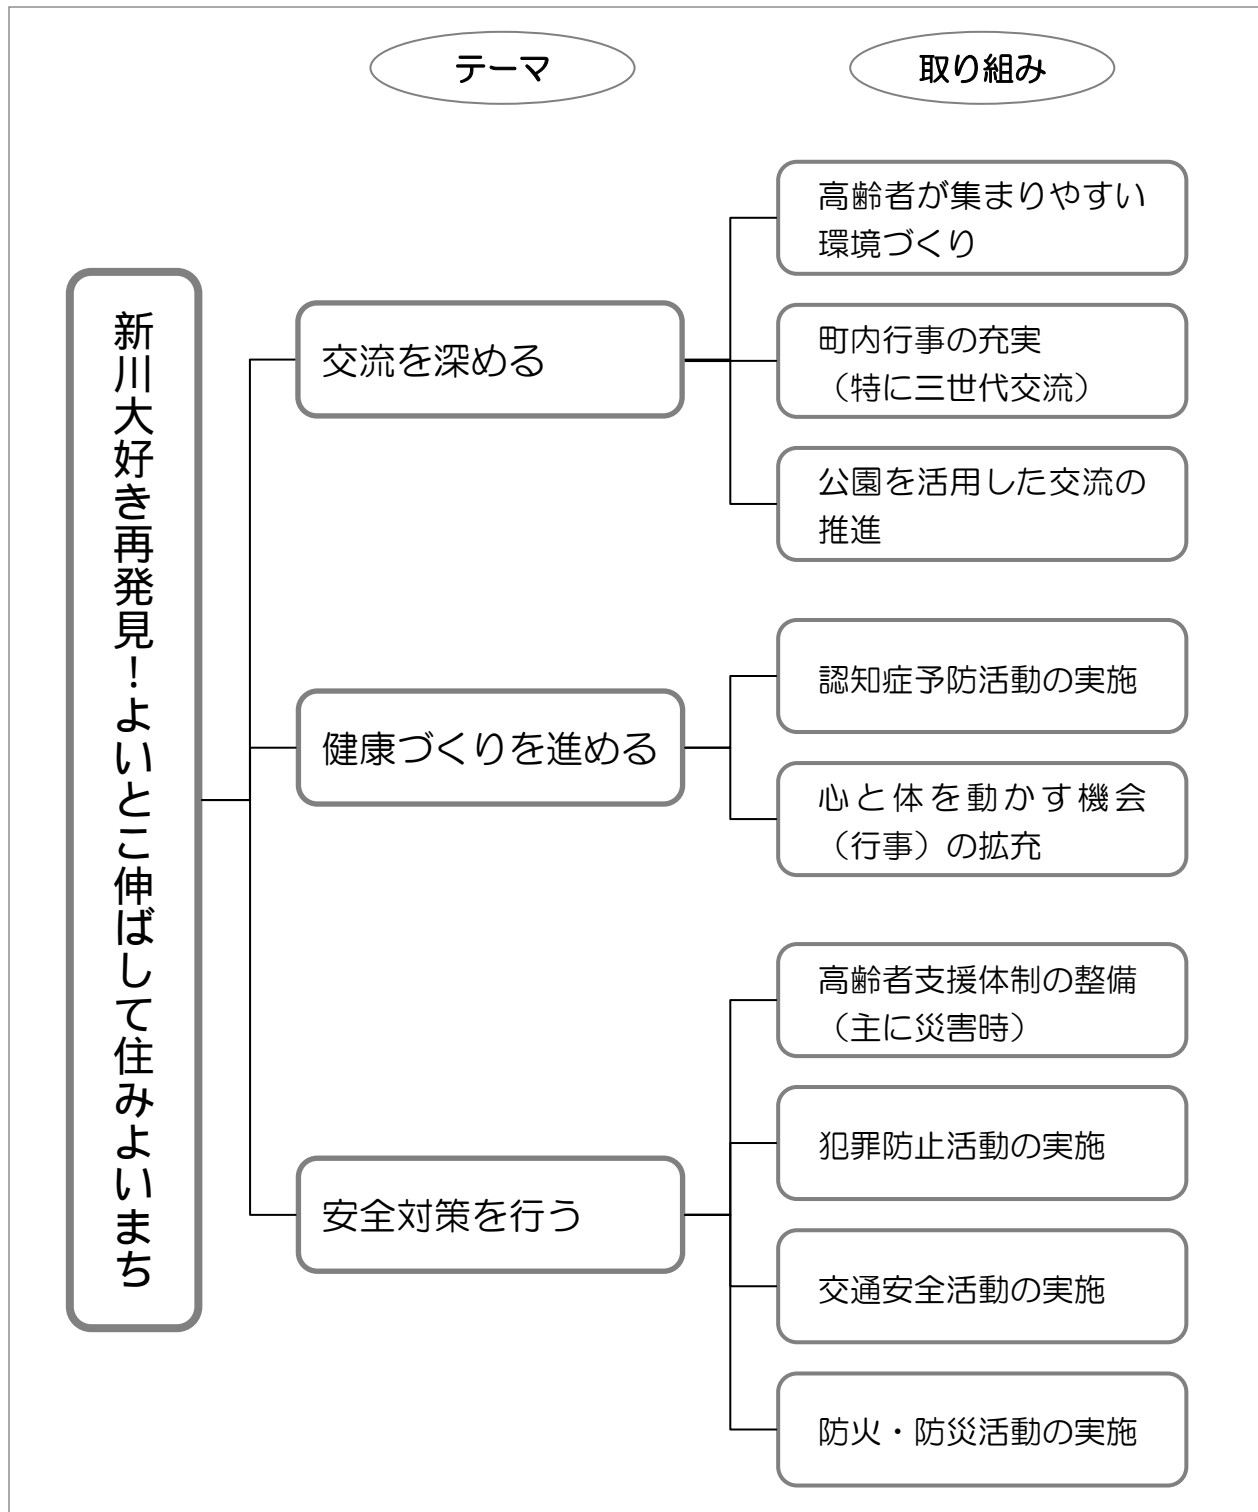 テーマ
取り組み
新川大好き再発見！よいとこ伸ばして住みよいまち
交流を深める
高齢者が集まりやすい
環境づくり
町内行事の充実
（特に三世代交流）
公園を活用した交流の
推進
健康づくりを進める
認知症予防活動の実施
心と体を動かす機会
（行事）の拡充
安全対策を行う
高齢者支援体制の整備
（主に災害時）
犯罪防止活動の実施
交通安全活動の実施
防火・防災活動の実施